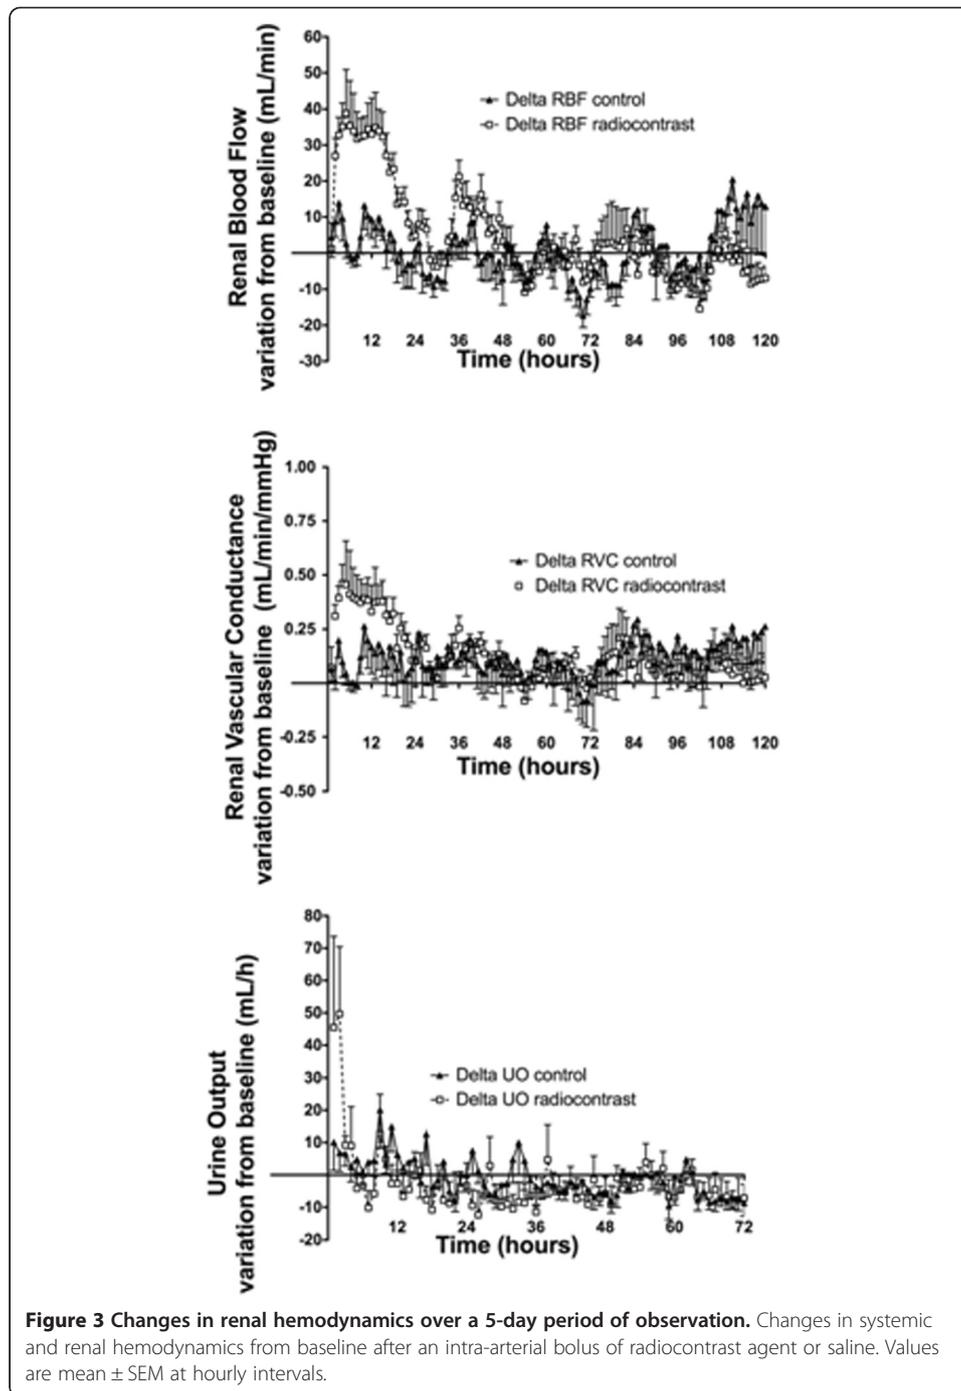 Renal Blood Flow
variation from baseline (mL/min)
60
50
40
30
20
10
-10
-20
-30
Delta RBF control
Delta RBF radiocontrast
12 24 36 48 60 72 84 96 108 120
Time (hours)
Renal Vascular Conductance
variation from baseline (mL/min/mmHg)
1.00
0.75
0.50
0.25
-0.25
-0.50
Delta RVC control
Delta RVC radiocontrast
12 24 36 48 60 72 84 96 108 120
Time (hours)
Urine Output
variation from baseline (mL/h)
80
70
60
50
40
30
20
10
-10
-20
Delta UO control
Delta UO radiocontrast
12 24 36 48 60 72
Time (hours)
Figure 3 Changes in renal hemodynamics over a 5-day period of observation. Changes in systemic
and renal hemodynamics from baseline after an intra-arterial bolus of radiocontrast agent or saline. Values
are mean ± SEM at hourly intervals.